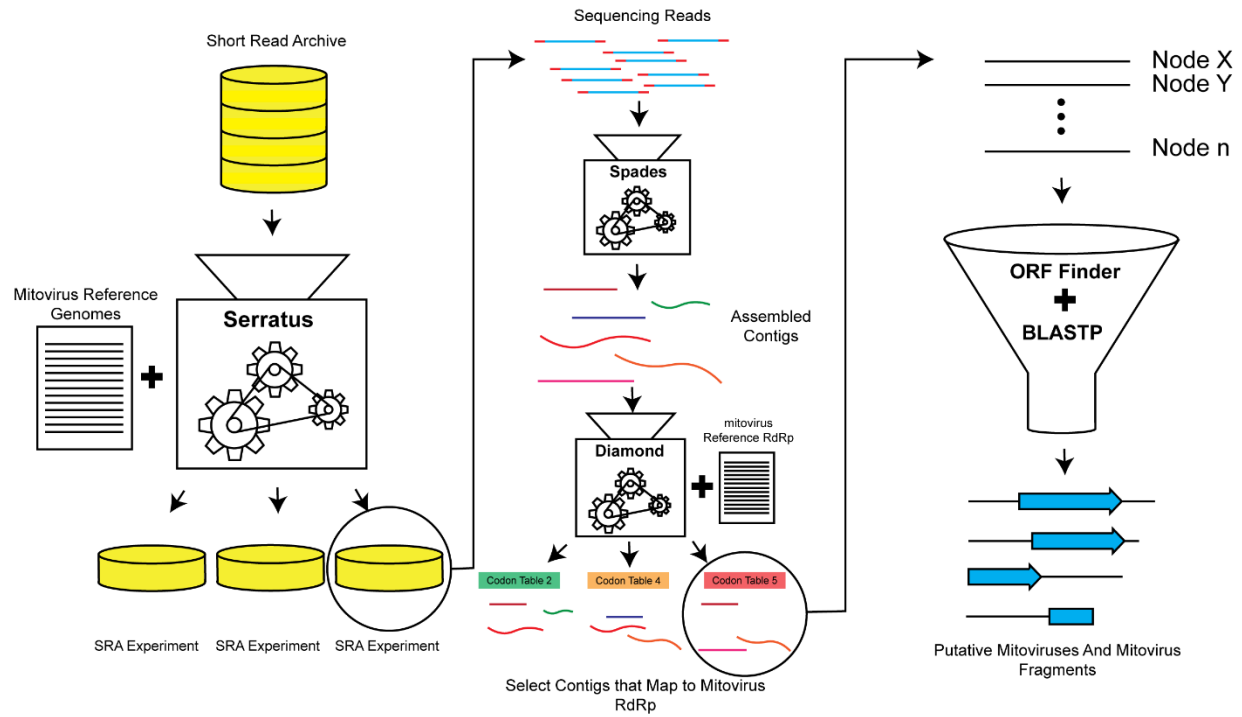 Short Read Archive
Mitovirus Reference
Genomes
Serratus
SRA Experiment
SRA Experiment
SRA Experiment
Sequencing Reads
Spades
Assembled
Contigs
Diamond
mitovirus
Reference RdRp
Codon Table 2
Codon Table 4
Codon Table 5
Select Contigs that Map to Mitovirus
RdRp
Node X
Node Y
Node n
ORF Finder
+
BLASTP
Putative Mitoviruses And Mitovirus
Fragments